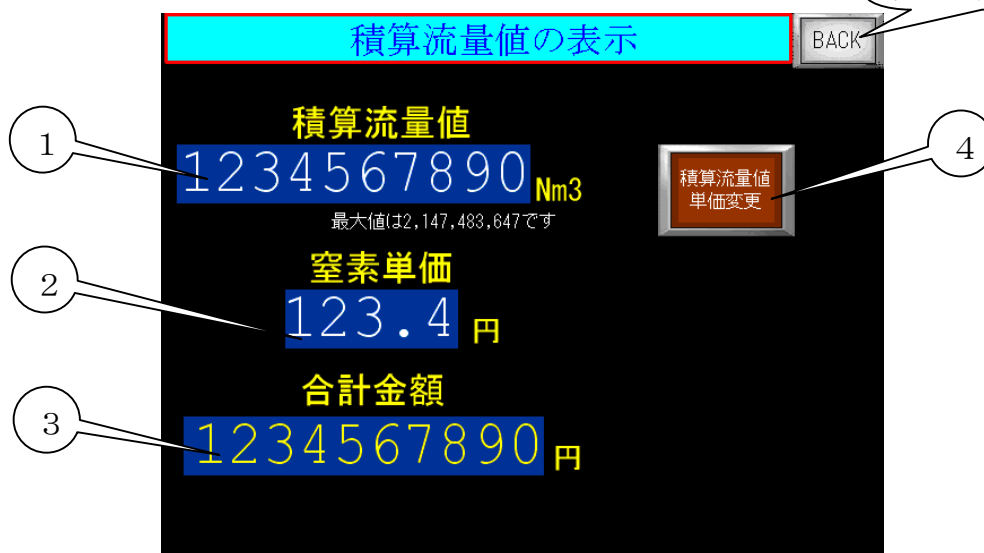 積算流量値の表示
BACK
積算流量値
1
1234567890 Nm3
積算流量値
単価変更
4
最大値は2,147,483,647です
窒素単価
2
123.4 円
合計金額
3
1234567890 円